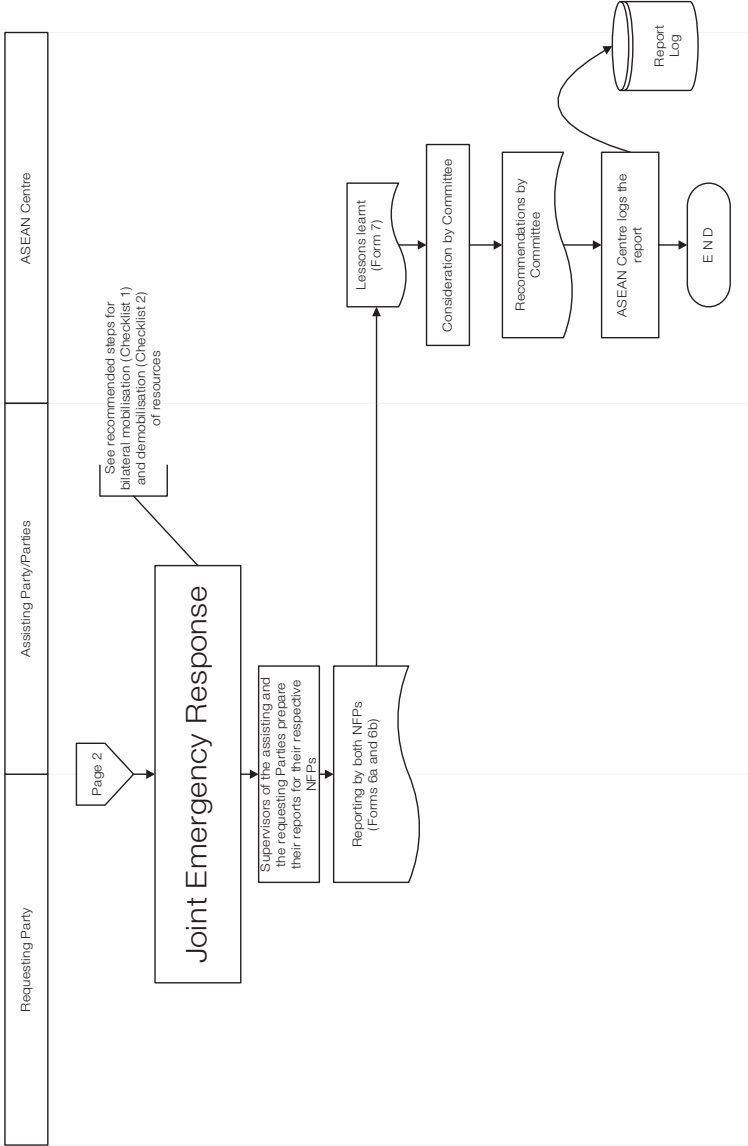 Requesting Party
Assisting Party/Parties
ASEAN Centre
Page 2
See recommended steps for
bilateral mobilisation (Checklist 1)
and demobilisation (Checklist 2)
of resources
Joint Emergency Response
Supervisors of the assisting and
the requesting Parties prepare
their reports for their respective
NFPs
Reporting by both NFPs
(Forms 6a and 6b)
Lessons learnt
(Form 7)
Consideration by Committee
Recommendations by
Committee
ASEAN Centre logs the
report
Report
Log
E N D